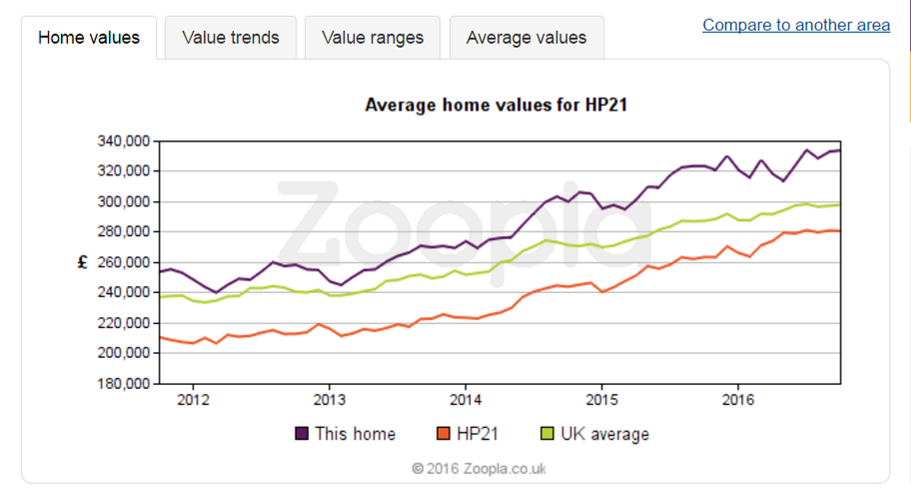 Home values
Value trends
Value ranges
Average values
Compare to another area
Average home values for HP21
340,000
320,000
300,000
280,000
£ 260,000
240,000
220,000
200,000
180,000
Zoopla
2012 2013 2014 2015 2016
This home HP21 UK average
© 2016 Zoopla.co.uk